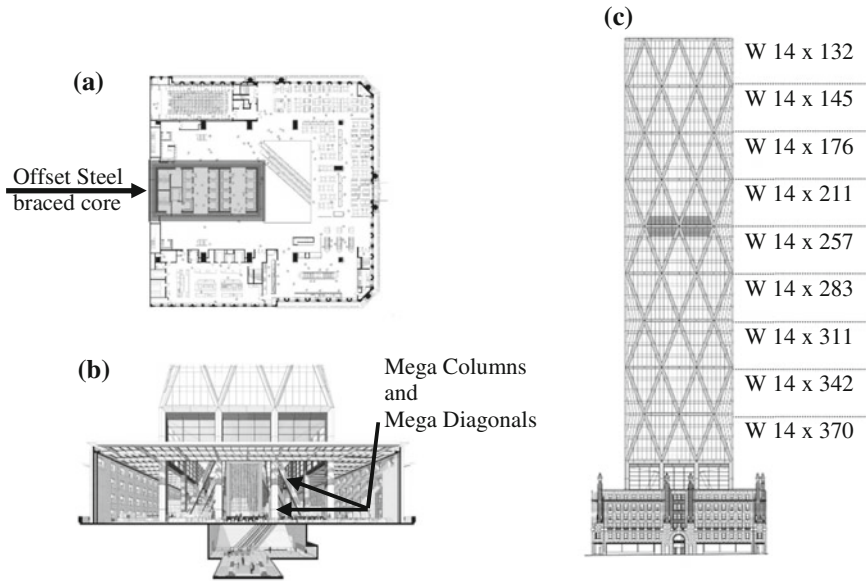 (a)
Offset Steel
braced core
(b)
Mega Columns
and
Mega Diagonals
(c)
W 14 x 132
W 14 x 145
W 14 x 176
W 14 x 211
W 14 x 257
W 14 x 283
W 14 x 311
W 14 x 342
W 14 x 370